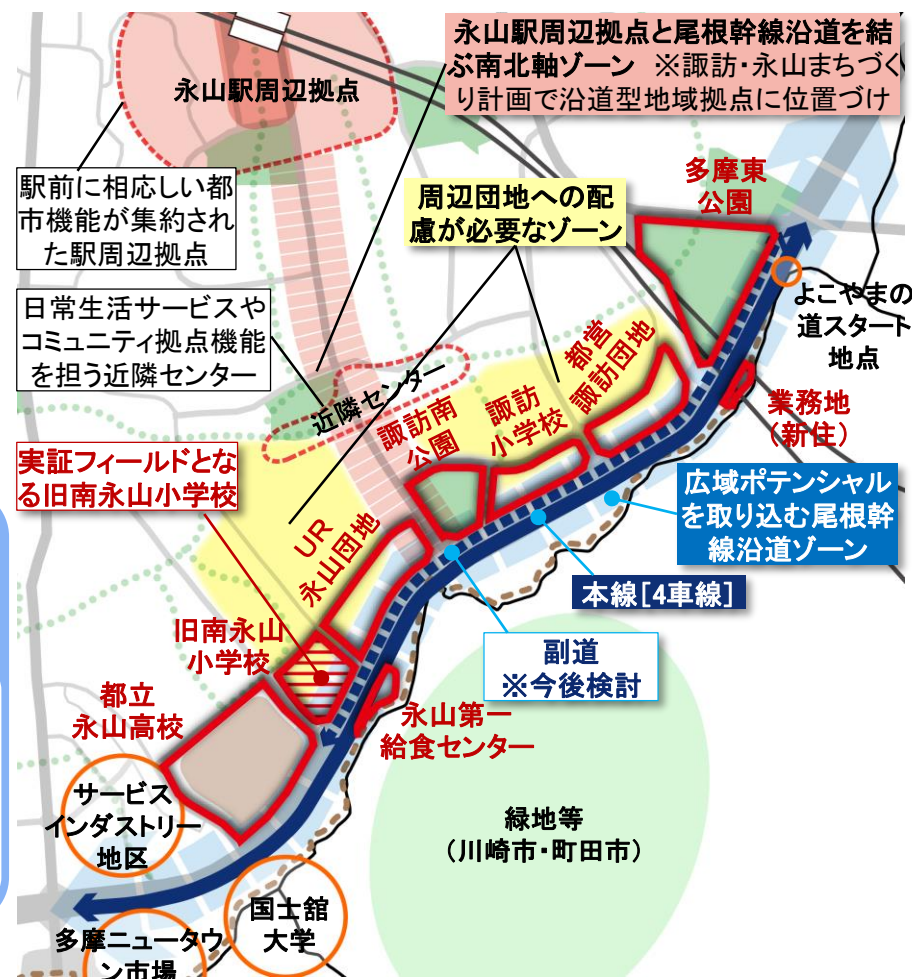 永山駅周辺拠点と尾根幹線沿道を結
ぶ南北軸ゾーン ※諏訪・永山まちづく
り計画で沿道型地域拠点に位置づけ
永山駅周辺拠点
駅前に相応しい都
市機能が集約され
た駅周辺拠点
周辺団地への配
慮が必要なゾーン
多摩東
公園
日常生活サービスや
コミュニティ拠点機能
を担う近隣センター
よこやまの
道スタート
地点
近隣センター
都営
諏訪団地
諏訪
小学校
諏訪南
公園
業務地
（新住）
実証フィールドとな
る旧南永山小学校
広域ポテンシャル
を取り込む尾根幹
線沿道ゾーン
UR
永山団地
本線[4車線]
旧南永山
小学校
副道
※今後検討
都立
永山高校
永山第一
給食センター
サービス
インダストリー
地区
緑地等
（川崎市・町田市）
国士舘
大学
多摩ニュータウ
ン市場